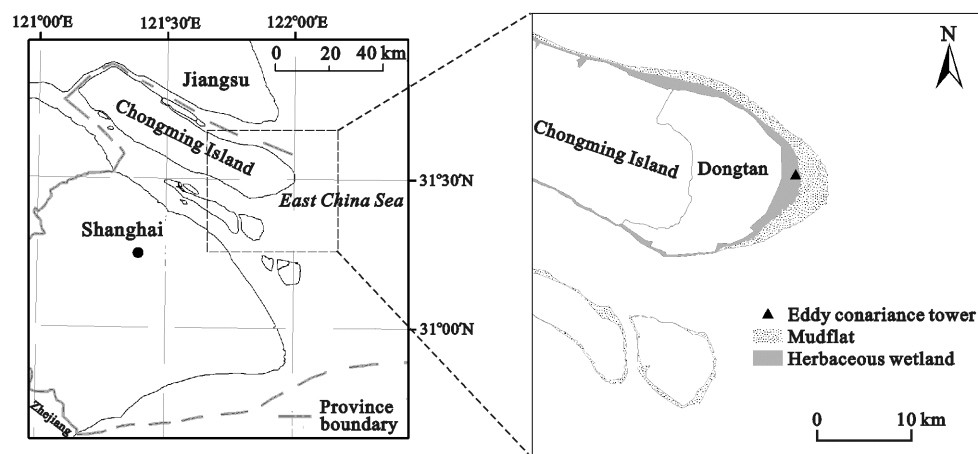 121°00'E
121°30'E
122°00'E
0 20 40 km
Jiangsu
Chongming Island
31°30'N
East China Sea
Shanghai
31°00'N
Zhejiang
Province
boundary
N
Chongming Island
Dongtan
Eddy conariance tower
Mudflat
Herbaceous wetland
0 10 km